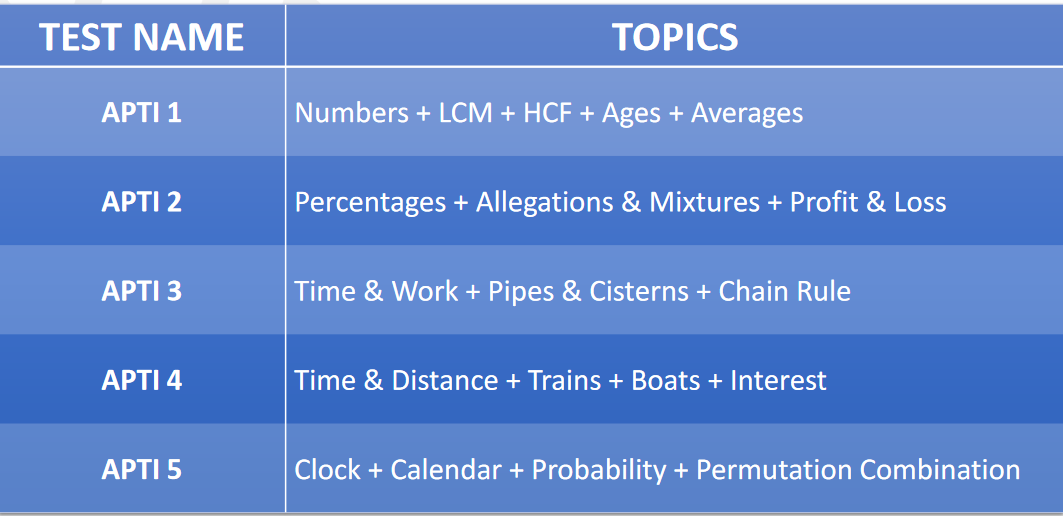 TEST NAME TOPICS
APTI 1 Numbers + LCM + HCF + Ages + Averages
APTI 2 Percentages + Allegations & Mixtures + Profit & Loss
APTI 3 Time & Work + Pipes & Cisterns + Chain Rule
APTI 4 Time & Distance + Trains + Boats + Interest
APTI 5 Clock + Calendar + Probability + Permutation Combination